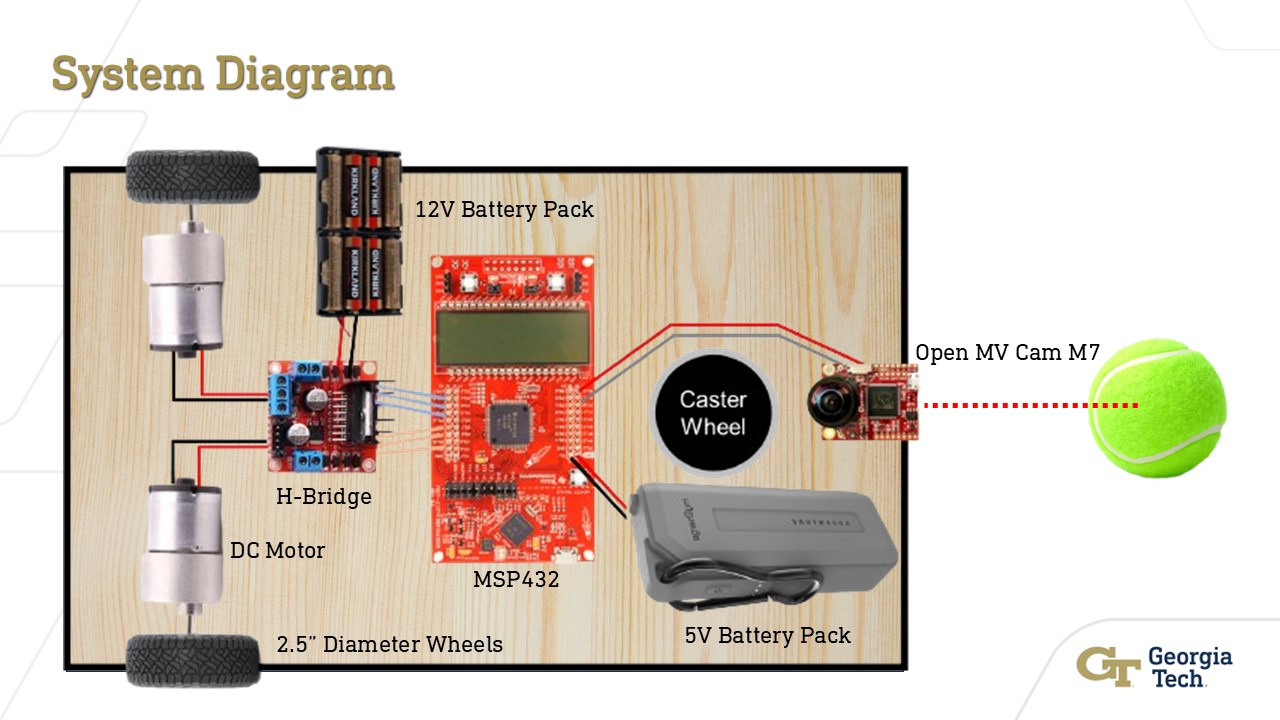 System Diagram
KIRKLAND
KIRKLAND
KIRKLAND
KIRKLAND
12V Battery Pack
Open MV Cam M7
Caster
Wheel
H-Bridge
DC Motor
MSP432
2.5” Diameter Wheels
5V Battery Pack
Georgia
Tech
GT